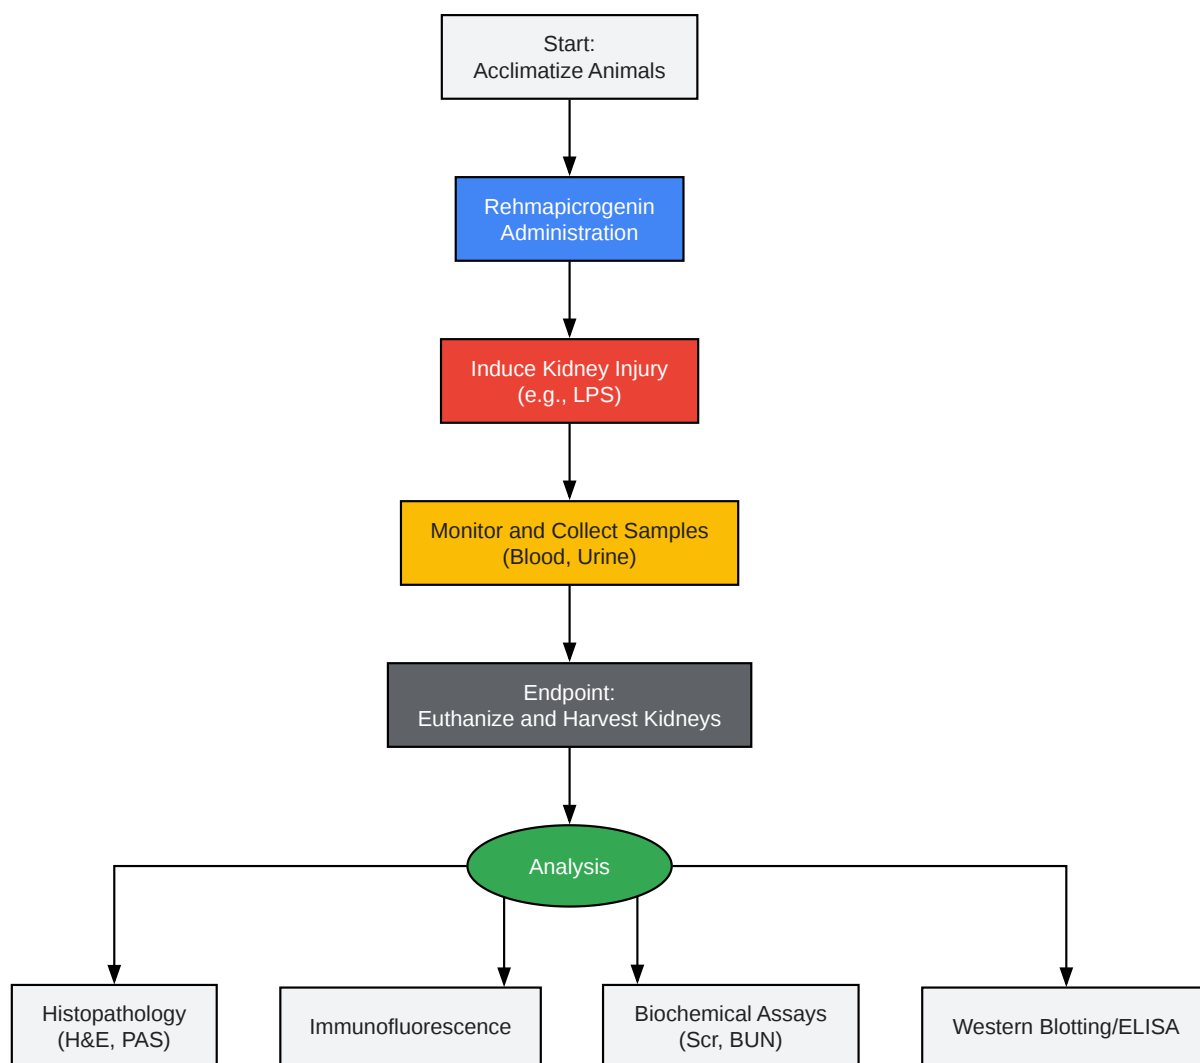 Start:
Acclimatize Animals
Rehmapicrogenin
Administration
Induce Kidney Injury
(e.g., LPS)
Monitor and Collect Samples
(Blood, Urine)
Endpoint:
Euthanize and Harvest Kidneys
Analysis
Histopathology
(H&E, PAS)
Immunofluorescence
Biochemical Assays
(Scr, BUN)
Western Blotting/ELISA